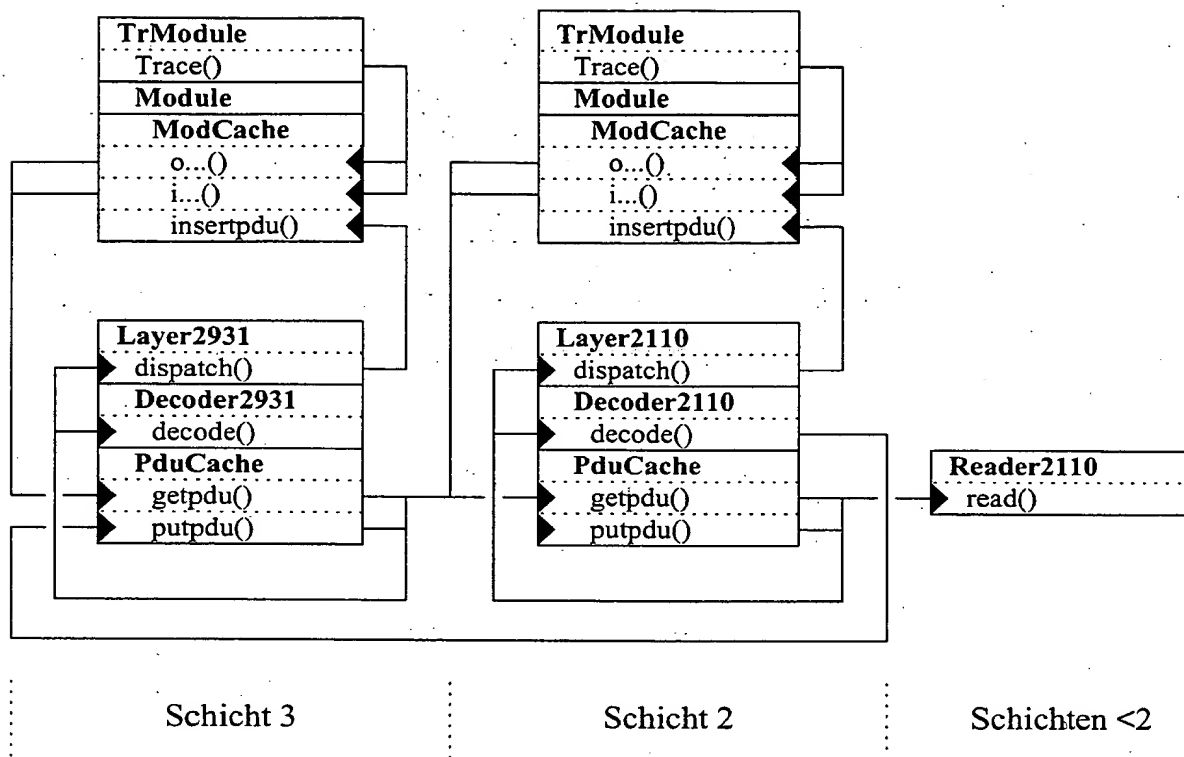 TrModule
Trace()
Module
ModCache
o...()
i...()
insertpdu()
Layer2931
dispatch()
Decoder2931
decode()
PduCache
getpdu()
putpdu()
TrModule
Trace()
Module
ModCache
o...()
i...()
insertpdu()
Layer2110
dispatch()
Decoder2110
decode()
PduCache
getpdu()
putpdu()
Reader2110
read()
Schicht 3
Schicht 2
Schichten <2